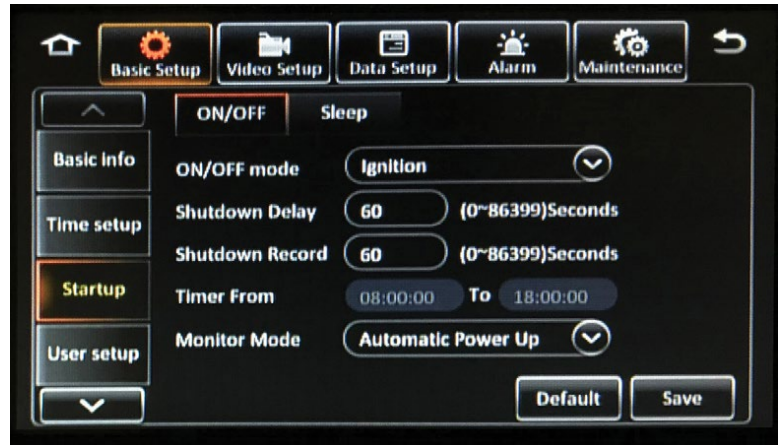 Basic Setup Video Setup Data Setup Alarm Maintenance
ON/OFF Sleep
Basic info
Time setup
Startup
User setup
ON/OFF mode Ignition
Shutdown Delay 60 (0~86399)Seconds
Shutdown Record 60 (0~86399)Seconds
Timer From 08:00:00 To 18:00:00
Monitor Mode Automatic Power Up
Default Save